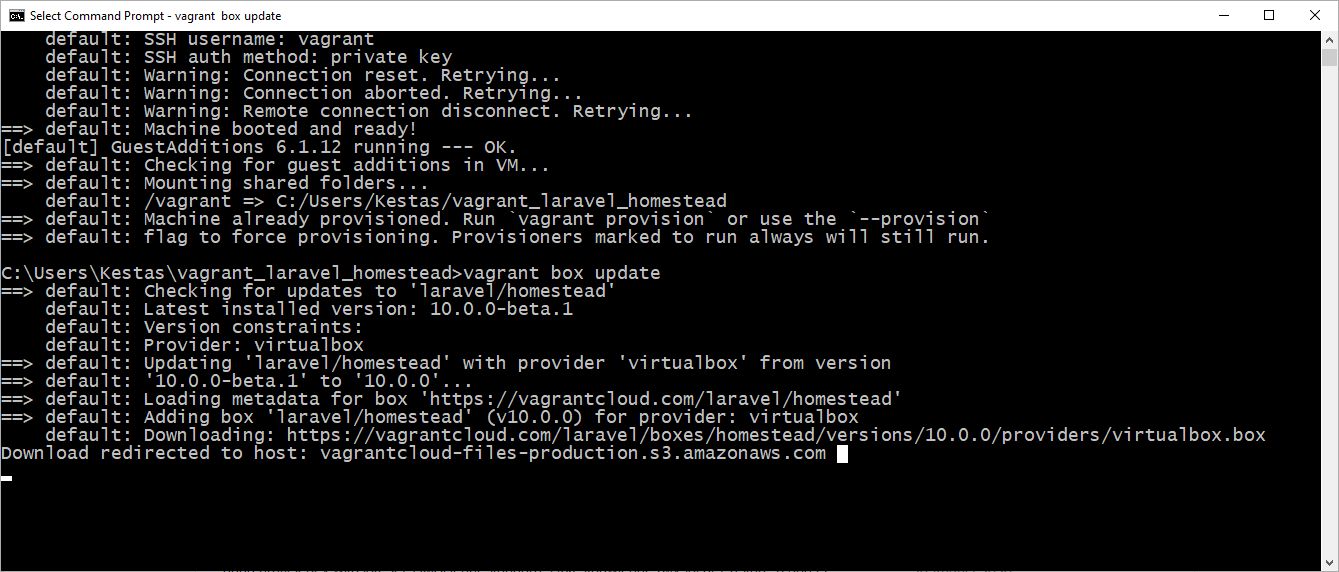 Select Command Prompt - vagrant  box update
    default: SSH username: vagrant
    default: SSH auth method: private key
    default: Warning: Connection reset. Retrying...
    default: Warning: Connection aborted. Retrying...
    default: Warning: Remote connection disconnect. Retrying...
==> default: Machine booted and ready!
[default] GuestAdditions 6.1.12 running --- OK.
==> default: Checking for guest additions in VM...
==> default: Mounting shared folders...
    default: /vagrant => C:/Users/Kestas/vagrant_laravel_homestead
==> default: Machine already provisioned. Run `vagrant provision` or use the `--provision`
==> default: flag to force provisioning. Provisioners marked to run always will still run.
C:\Users\Kestas\vagrant_laravel_homestead>vagrant box update
==> default: Checking for updates to 'laravel/homestead'
    default: Latest installed version: 10.0.0-beta.1
    default: Version constraints:
    default: Provider: virtualbox
==> default: Updating 'laravel/homestead' with provider 'virtualbox' from version
==> default: '10.0.0-beta.1' to '10.0.0'...
==> default: Loading metadata for box 'https://vagrantcloud.com/laravel/homestead'
==> default: Adding box 'laravel/homestead' (v10.0.0) for provider: virtualbox
    default: Downloading: https://vagrantcloud.com/laravel/boxes/homestead/versions/10.0.0/providers/virtualbox.box
Download redirected to host: vagrantcloud-files-production.s3.amazonaws.com